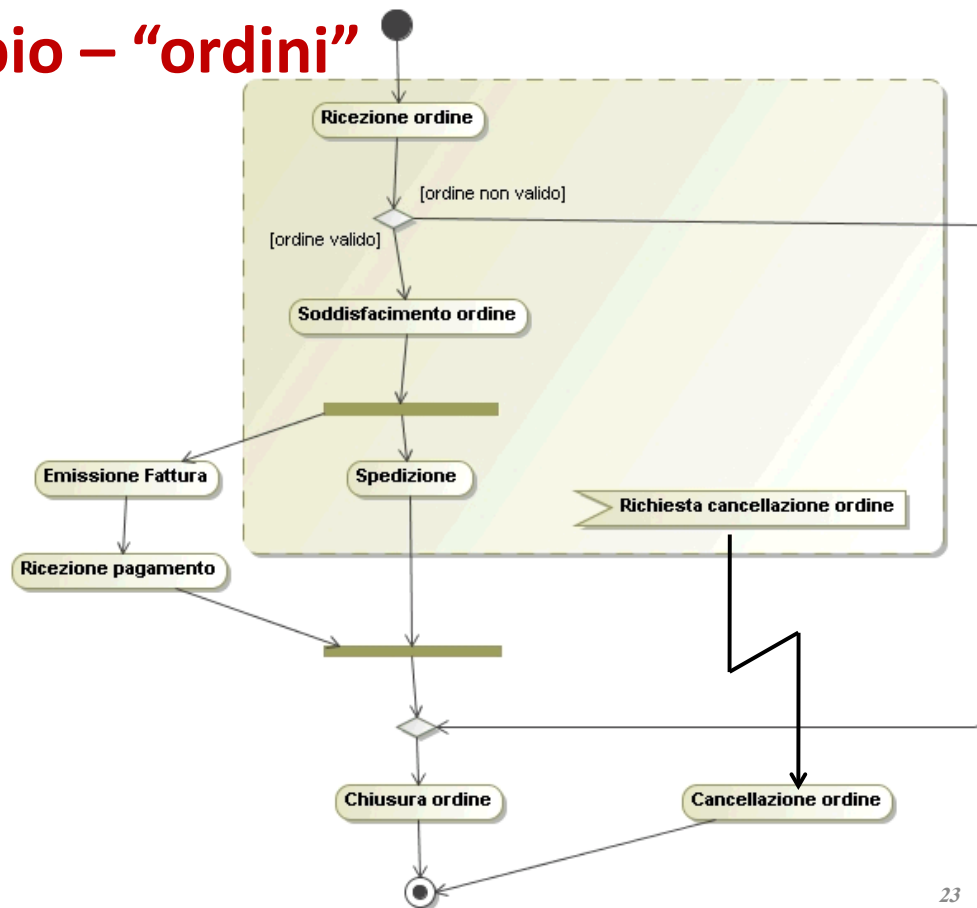 pio – “ordini”
Ricezione ordine
[ordine non valido]
[ordine valido]
Soddisfacimento ordine
Emissione Fattura
Spedizione
Richiesta cancellazione ordine
Ricezione pagamento
Chiusura ordine
Cancellazione ordine
23